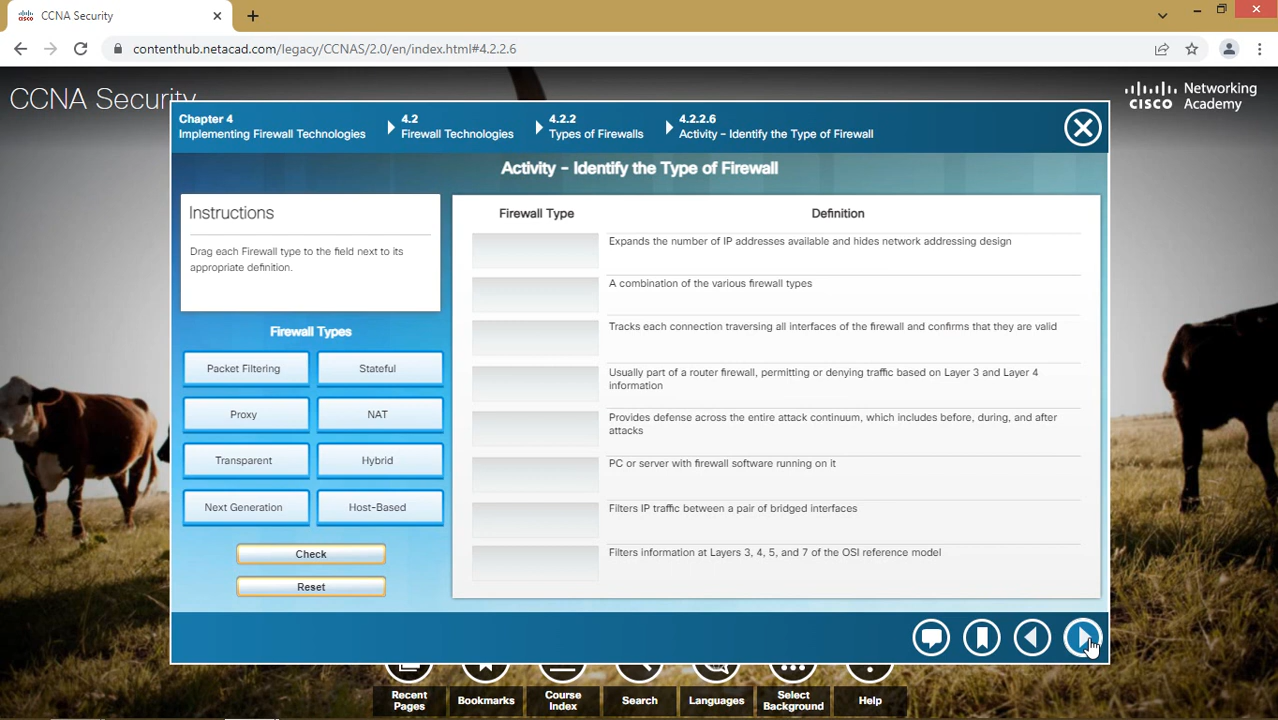 CCNA Security
contenthub.netacad.com/legacy/CCNAS/2.0/en/index.html#4.2.2.6
CCNA Security
Networking
CISCO Academy
Chapter 4
Implementing Firewall Technologies
4.2
Firewall Technologies
4.2.2
Types of Firewalls
4.2.2.6
Activity - Identify the Type of Firewall
Activity - Identify the Type of Firewall
Instructions
Drag each Firewall type to the field next to its
appropriate definition.
Firewall Types
Packet Filtering
Stateful
Proxy
NAT
Transparent
Hybrid
Next Generation
Host-Based
Check
Reset
Firewall Type
Definition
Expands the number of IP addresses available and hides network addressing design
A combination of the various firewall types
Tracks each connection traversing all interfaces of the firewall and confirms that they are valid
Usually part of a router firewall, permitting or denying traffic based on Layer 3 and Layer 4
information
Provides defense across the entire attack continuum, which includes before, during, and after
attacks
PC or server with firewall software running on it
Filters IP traffic between a pair of bridged interfaces
Filters information at Layers 3, 4, 5, and 7 of the OSI reference model
Recent
Pages
Bookmarks
Course
Index
Search
Languages
Select
Background
Help